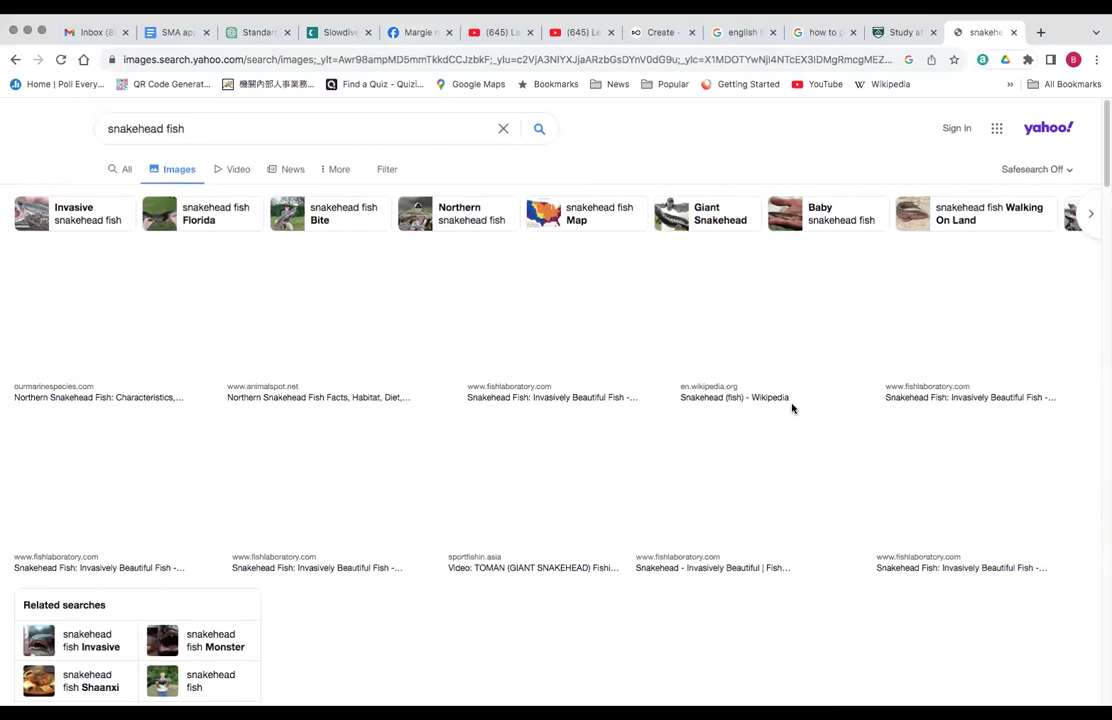 Inbox (8
SMA ap
Standar
Slowdive
Margie n
(645) La
(645) Le
Create -
english
how to p
Study at
snakehe
images.search.yahoo.com/search/images;_ylt=Awr98ampMD5mmTkkdCCJzbkF;_ylu=c2VjA3NlYXJjaARzbGsDYnV0dG9u;_ylc=X1MDOTYwNjI4NTcEX3IDMgRmcgMEZ...
Home | Poll Every...
QR Code Generat...
機關內部人事業務...
Find a Quiz - Quizi...
Google Maps
Bookmarks
News
Popular
Getting Started
YouTube
Wikipedia
»
All Bookmarks
snakehead fish
Sign In
yahoo!
All
Images
Video
News
More
Filter
Safesearch Off
Invasive
snakehead fish
snakehead fish
Florida
snakehead fish
Bite
Northern
snakehead fish
snakehead fish
Map
Giant
Snakehead
Baby
snakehead fish
snakehead fish Walking
On Land
ourmarinespecies.com
Northern Snakehead Fish: Characteristics,...
www.animalspot.net
Northern Snakehead Fish Facts, Habitat, Diet,...
www.fishlaboratory.com
Snakehead Fish: Invasively Beautiful Fish -...
en.wikipedia.org
Snakehead (fish) - Wikipedia
www.fishlaboratory.com
Snakehead Fish: Invasively Beautiful Fish -...
www.fishlaboratory.com
Snakehead Fish: Invasively Beautiful Fish -...
www.fishlaboratory.com
Snakehead Fish: Invasively Beautiful Fish -...
sportfishin.asia
Video: TOMAN (GIANT SNAKEHEAD) Fishi...
www.fishlaboratory.com
Snakehead - Invasively Beautiful | Fish...
www.fishlaboratory.com
Snakehead Fish: Invasively Beautiful Fish -...
Related searches
snakehead
fish Invasive
snakehead
fish Monster
snakehead
fish Shaanxi
snakehead
fish